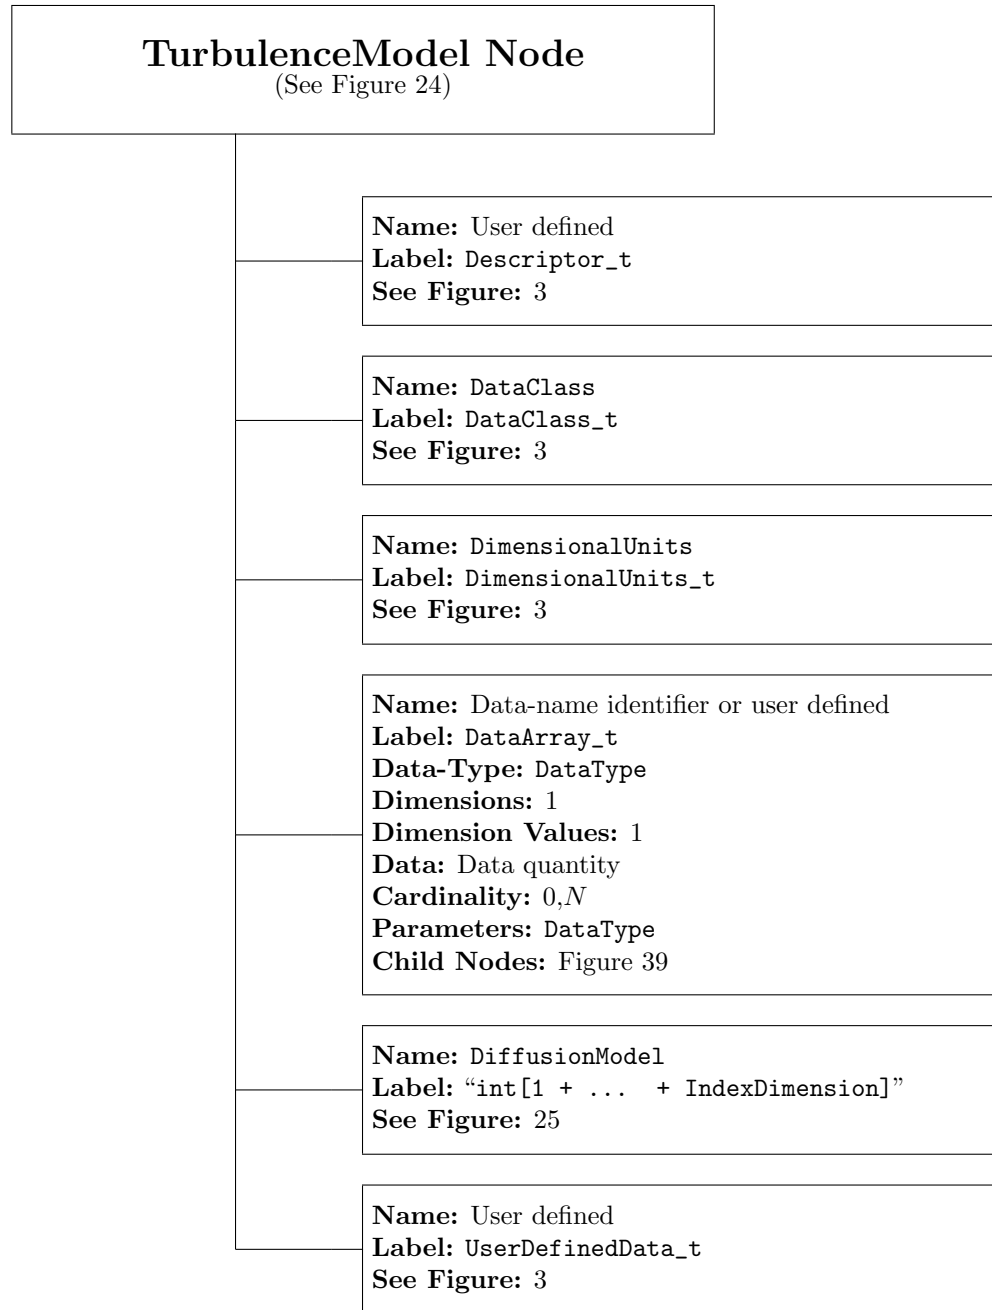 TurbulenceModel Node
(See Figure 24)
Name: User defined
Label: Descriptor_t
See Figure: 3
Name: DataClass
Label: DataClass_t
See Figure: 3
Name: DimensionalUnits
Label: DimensionalUnits_t
See Figure: 3
Name: Data-name identifier or user defined
Label: DataArray_t
Data-Type: DataType
Dimensions: 1
Dimension Values: 1
Data: Data quantity
Cardinality: 0,N
Parameters: DataType
Child Nodes: Figure 39
Name: DiffusionModel
Label: “int[1 + ... + IndexDimension]”
See Figure: 25
Name: User defined
Label: UserDefinedData_t
See Figure: 3